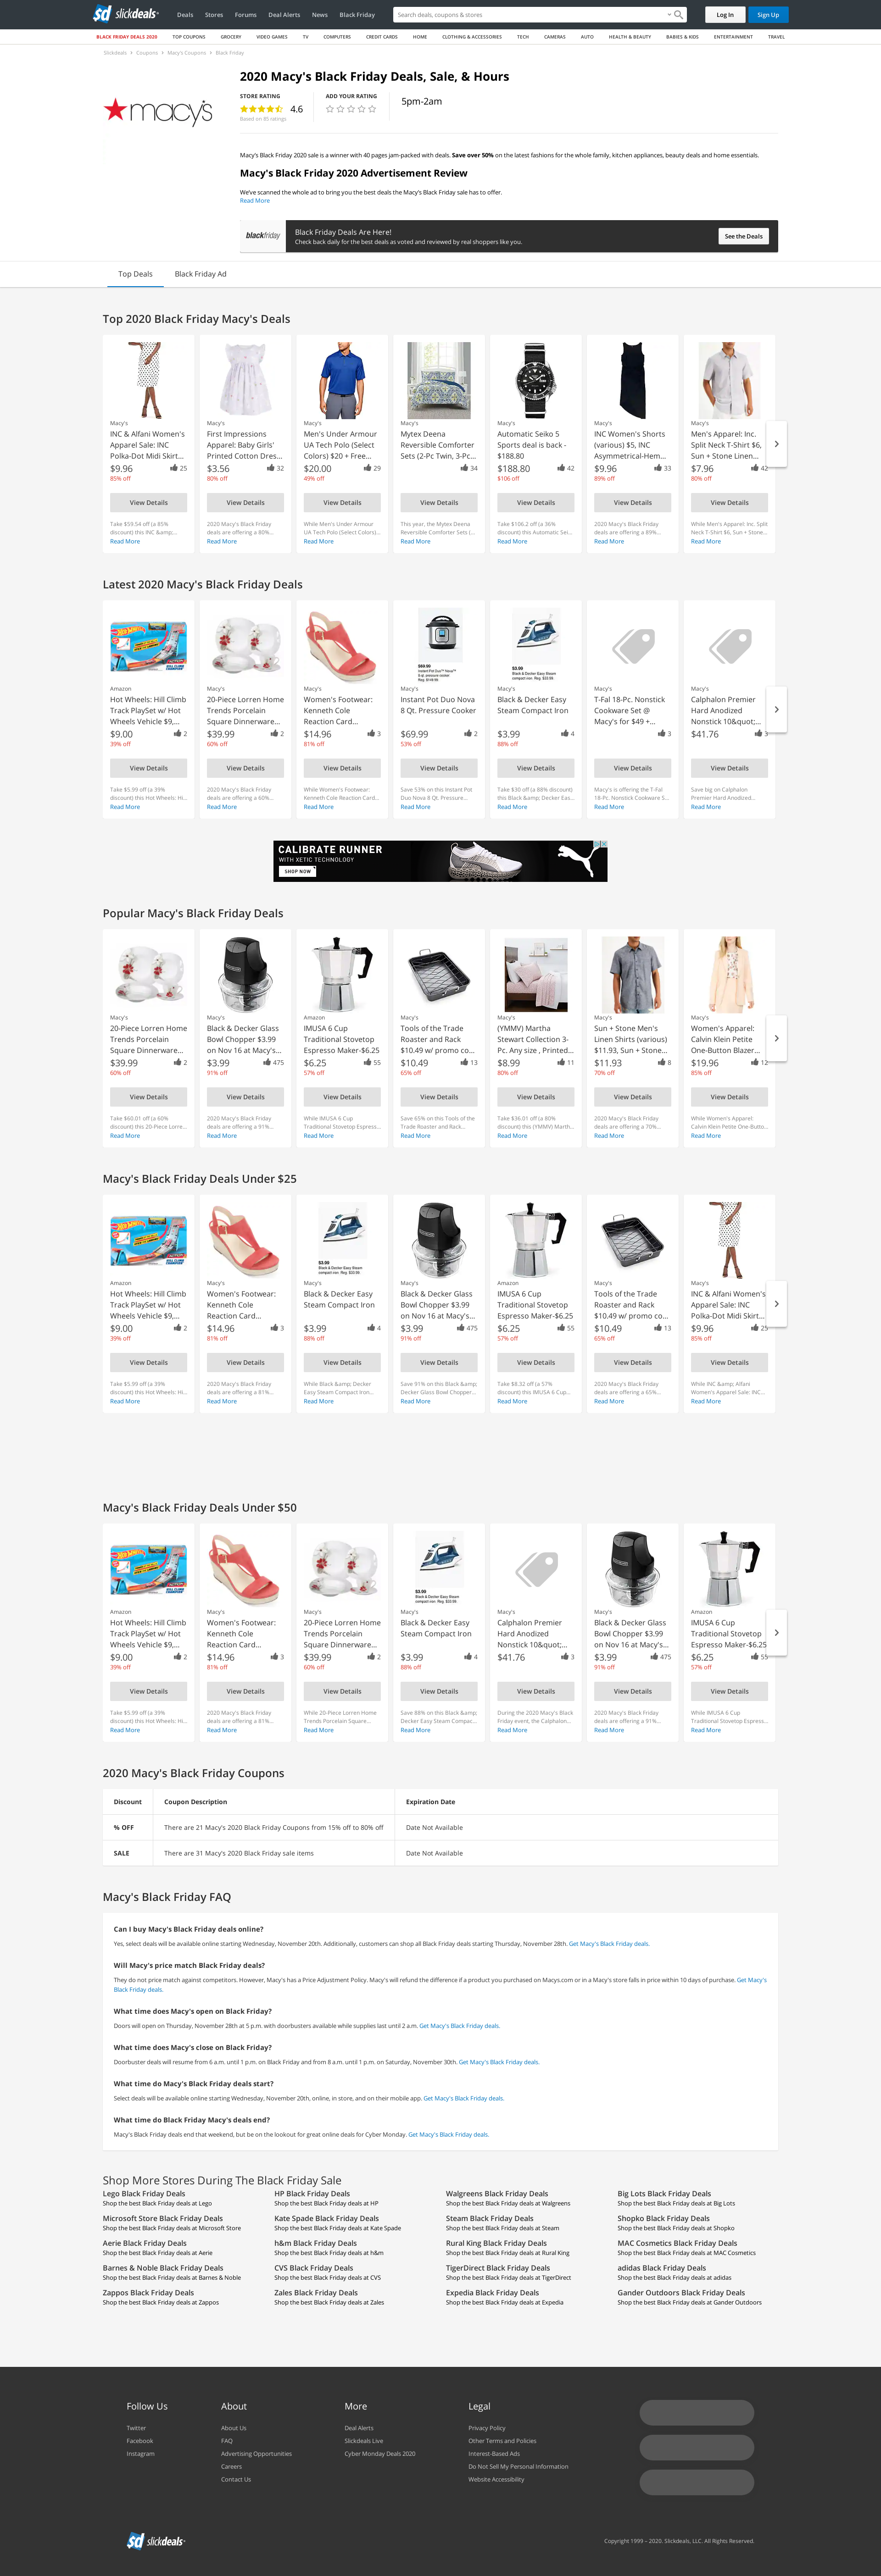 slickdeals
Deals Stores Forums Deal Alerts News Black Friday
Search deals, coupons & stores
Log In
Sign Up
BLACK FRIDAY DEALS 2020 TOP COUPONS GROCERY VIDEO GAMES TV COMPUTERS CREDIT CARDS HOME CLOTHING & ACCESSORIES TECH CAMERAS AUTO HEALTH & BEAUTY BABIES & KIDS ENTERTAINMENT TRAVEL
Slickdeals › Coupons › Macy's Coupons › Black Friday
macy's
2020 Macy's Black Friday Deals, Sale, & Hours
STORE RATING ADD YOUR RATING
4.6
5pm-2am
Based on 85 ratings
Macy's Black Friday 2020 sale is a winner with 40 pages jam-packed with deals. Save over 50% on the latest fashions for the whole family, kitchen appliances, beauty deals and home essentials.
Macy's Black Friday 2020 Advertisement Review
We've scanned the whole ad to bring you the best deals the Macy's Black Friday sale has to offer.
Read More
blackfriday
Black Friday Deals Are Here!
Check back daily for the best deals as voted and reviewed by real shoppers like you.
See the Deals
Top Deals Black Friday Ad
Top 2020 Black Friday Macy's Deals
Macy's
INC & Alfani Women's
Apparel Sale: INC
Polka-Dot Midi Skirt...
$9.96 25
85% off
View Details
Take $59.54 off (a 85%
discount) this INC &amp;...
Read More
Macy's
First Impressions
Apparel: Baby Girls'
Printed Cotton Dres...
$3.56 32
80% off
View Details
2020 Macy's Black Friday
deals are offering a 80%...
Read More
Macy's
Men's Under Armour
UA Tech Polo (Select
Colors) $20 + Free...
$20.00 29
49% off
View Details
While Men's Under Armour
UA Tech Polo (Select Colors)...
Read More
Macy's
Mytex Deena
Reversible Comforter
Sets (2-Pc Twin, 3-Pc...
34
View Details
This year, the Mytex Deena
Reversible Comforter Sets (...
Read More
Macy's
Automatic Seiko 5
Sports deal is back -
$188.80
$188.80 42
$106 off
View Details
Take $106.2 off (a 36%
discount) this Automatic Sei...
Read More
Macy's
INC Women's Shorts
(various) $5, INC
Asymmetrical-Hem...
$9.96 33
89% off
View Details
2020 Macy's Black Friday
deals are offering a 89%...
Read More
Macy's
Men's Apparel: Inc.
Split Neck T-Shirt $6,
Sun + Stone Linen...
$7.96 42
80% off
View Details
While Men's Apparel: Inc. Split
Neck T-Shirt $6, Sun + Stone...
Read More
Latest 2020 Macy's Black Friday Deals
Amazon
Hot Wheels: Hill Climb
Track PlaySet w/ Hot
Wheels Vehicle $9,...
$9.00 2
39% off
View Details
Take $5.99 off (a 39%
discount) this Hot Wheels: Hi...
Read More
Macy's
20-Piece Lorren Home
Trends Porcelain
Square Dinnerware...
$39.99 2
60% off
View Details
2020 Macy's Black Friday
deals are offering a 60%...
Read More
Macy's
Women's Footwear:
Kenneth Cole
Reaction Card...
$14.96 3
81% off
View Details
While Women's Footwear:
Kenneth Cole Reaction Card...
Read More
$69.99
Instant Pot Duo™ Nova™
8-qt. pressure cooker
Reg. $149.99
Macy's
Instant Pot Duo Nova
8 Qt. Pressure Cooker
$69.99 2
53% off
View Details
Save 53% on this Instant Pot
Duo Nova 8 Qt. Pressure...
Read More
$3.99
Black & Decker Easy Steam
compact iron Reg. $33.99
Macy's
Black & Decker Easy
Steam Compact Iron
$3.99 4
88% off
View Details
Take $30 off (a 88% discount)
this Black &amp; Decker Eas...
Read More
Macy's
T-Fal 18-Pc. Nonstick
Cookware Set @
Macy's for $49 +...
3
View Details
Macy's is offering the T-Fal
18-Pc. Nonstick Cookware S...
Read More
Macy's
Calphalon Premier
Hard Anodized
Nonstick 10&quot;...
$41.76 3
View Details
Save big on Calphalon
Premier Hard Anodized...
Read More
CALIBRATE RUNNER
WITH XETIC TECHNOLOGY
SHOP NOW
Popular Macy's Black Friday Deals
Macy's
20-Piece Lorren Home
Trends Porcelain
Square Dinnerware...
$39.99 2
60% off
View Details
Take $60.01 off (a 60%
discount) this 20-Piece Lorre...
Read More
Macy's
Black & Decker Glass
Bowl Chopper $3.99
on Nov 16 at Macy's...
$3.99 475
91% off
View Details
2020 Macy's Black Friday
deals are offering a 91%...
Read More
Amazon
IMUSA 6 Cup
Traditional Stovetop
Espresso Maker-$6.25
$6.25 55
57% off
View Details
While IMUSA 6 Cup
Traditional Stovetop Espress...
Read More
Macy's
Tools of the Trade
Roaster and Rack
$10.49 w/ promo co...
$10.49 13
65% off
View Details
Save 65% on this Tools of the
Trade Roaster and Rack...
Read More
Macy's
(YMMV) Martha
Stewart Collection 3-
Pc. Any size , Printed...
$8.99 11
80% off
View Details
Take $36.01 off (a 80%
discount) this (YMMV) Marth...
Read More
Macy's
Sun + Stone Men's
Linen Shirts (various)
$11.93, Sun + Stone...
$11.93 8
70% off
View Details
2020 Macy's Black Friday
deals are offering a 70%...
Read More
Macy's
Women's Apparel:
Calvin Klein Petite
One-Button Blazer...
$19.96 12
85% off
View Details
While Women's Apparel:
Calvin Klein Petite One-Butto...
Read More
Macy's Black Friday Deals Under $25
Amazon
Hot Wheels: Hill Climb
Track PlaySet w/ Hot
Wheels Vehicle $9,...
$9.00 2
39% off
View Details
Take $5.99 off (a 39%
discount) this Hot Wheels: Hi...
Read More
Macy's
Women's Footwear:
Kenneth Cole
Reaction Card...
$14.96 3
81% off
View Details
2020 Macy's Black Friday
deals are offering a 81%...
Read More
$3.99
Black & Decker Easy Steam
compact iron Reg. $33.99
Macy's
Black & Decker Easy
Steam Compact Iron
$3.99 4
88% off
View Details
While Black &amp; Decker
Easy Steam Compact Iron...
Read More
Macy's
Black & Decker Glass
Bowl Chopper $3.99
on Nov 16 at Macy's...
$3.99 475
91% off
View Details
Save 91% on this Black &amp;
Decker Glass Bowl Chopper...
Read More
Amazon
IMUSA 6 Cup
Traditional Stovetop
Espresso Maker-$6.25
$6.25 55
57% off
View Details
Take $8.32 off (a 57%
discount) this IMUSA 6 Cup...
Read More
Macy's
Tools of the Trade
Roaster and Rack
$10.49 w/ promo co...
$10.49 13
65% off
View Details
2020 Macy's Black Friday
deals are offering a 65%...
Read More
Macy's
INC & Alfani Women's
Apparel Sale: INC
Polka-Dot Midi Skirt...
$9.96 25
85% off
View Details
While INC &amp; Alfani
Women's Apparel Sale: INC...
Read More
Macy's Black Friday Deals Under $50
Amazon
Hot Wheels: Hill Climb
Track PlaySet w/ Hot
Wheels Vehicle $9,...
$9.00 2
39% off
View Details
Take $5.99 off (a 39%
discount) this Hot Wheels: Hi...
Read More
Macy's
Women's Footwear:
Kenneth Cole
Reaction Card...
$14.96 3
81% off
View Details
2020 Macy's Black Friday
deals are offering a 81%...
Read More
Macy's
20-Piece Lorren Home
Trends Porcelain
Square Dinnerware...
$39.99 2
60% off
View Details
While 20-Piece Lorren Home
Trends Porcelain Square...
Read More
$3.99
Black & Decker Easy Steam
compact iron Reg. $33.99
Macy's
Black & Decker Easy
Steam Compact Iron
$3.99 4
88% off
View Details
Save 88% on this Black &amp;
Decker Easy Steam Compac...
Read More
Macy's
Calphalon Premier
Hard Anodized
Nonstick 10&quot;...
$41.76 3
View Details
During the 2020 Macy's Black
Friday event, the Calphalon...
Read More
Macy's
Black & Decker Glass
Bowl Chopper $3.99
on Nov 16 at Macy's...
$3.99 475
91% off
View Details
2020 Macy's Black Friday
deals are offering a 91%...
Read More
Amazon
IMUSA 6 Cup
Traditional Stovetop
Espresso Maker-$6.25
$6.25 55
57% off
View Details
While IMUSA 6 Cup
Traditional Stovetop Espress...
Read More
2020 Macy's Black Friday Coupons
Discount Coupon Description Expiration Date
% OFF There are 21 Macy's 2020 Black Friday Coupons from 15% off to 80% off Date Not Available
SALE There are 31 Macy's 2020 Black Friday sale items Date Not Available
Macy's Black Friday FAQ
Can I buy Macy's Black Friday deals online?
Yes, select deals will be available online starting Wednesday, November 20th. Additionally, customers can shop all Black Friday deals starting Thursday, November 28th. Get Macy's Black Friday deals.
Will Macy's price match Black Friday deals?
They do not price match against competitors. However, Macy's has a Price Adjustment Policy. Macy's will refund the difference if a product you purchased on Macys.com or in a Macy's store falls in price within 10 days of purchase. Get Macy's
Black Friday deals.
What time does Macy's open on Black Friday?
Doors will open on Thursday, November 28th at 5 p.m. with doorbusters available while supplies last until 2 a.m. Get Macy's Black Friday deals.
What time does Macy's close on Black Friday?
Doorbuster deals will resume from 6 a.m. until 1 p.m. on Black Friday and from 8 a.m. until 1 p.m. on Saturday, November 30th. Get Macy's Black Friday deals.
What time do Macy's Black Friday deals start?
Select deals will be available online starting Wednesday, November 20th, online, in store, and on their mobile app. Get Macy's Black Friday deals.
What time do Black Friday Macy's deals end?
Macy's Black Friday deals end that weekend, but be on the lookout for great online deals for Cyber Monday. Get Macy's Black Friday deals.
Shop More Stores During The Black Friday Sale
Lego Black Friday Deals HP Black Friday Deals Walgreens Black Friday Deals Big Lots Black Friday Deals
Shop the best Black Friday deals at Lego Shop the best Black Friday deals at HP Shop the best Black Friday deals at Walgreens Shop the best Black Friday deals at Big Lots
Microsoft Store Black Friday Deals Kate Spade Black Friday Deals Steam Black Friday Deals Shopko Black Friday Deals
Shop the best Black Friday deals at Microsoft Store Shop the best Black Friday deals at Kate Spade Shop the best Black Friday deals at Steam Shop the best Black Friday deals at Shopko
Aerie Black Friday Deals h&m Black Friday Deals Rural King Black Friday Deals MAC Cosmetics Black Friday Deals
Shop the best Black Friday deals at Aerie Shop the best Black Friday deals at h&m Shop the best Black Friday deals at Rural King Shop the best Black Friday deals at MAC Cosmetics
Barnes & Noble Black Friday Deals CVS Black Friday Deals TigerDirect Black Friday Deals adidas Black Friday Deals
Shop the best Black Friday deals at Barnes & Noble Shop the best Black Friday deals at CVS Shop the best Black Friday deals at TigerDirect Shop the best Black Friday deals at adidas
Zappos Black Friday Deals Zales Black Friday Deals Expedia Black Friday Deals Gander Outdoors Black Friday Deals
Shop the best Black Friday deals at Zappos Shop the best Black Friday deals at Zales Shop the best Black Friday deals at Expedia Shop the best Black Friday deals at Gander Outdoors
Follow Us
Twitter
Facebook
Instagram
About
About Us
FAQ
Advertising Opportunities
Careers
Contact Us
More
Deal Alerts
Slickdeals Live
Cyber Monday Deals 2020
Legal
Privacy Policy
Other Terms and Policies
Interest-Based Ads
Do Not Sell My Personal Information
Website Accessibility
slickdeals
Copyright 1999 – 2020. Slickdeals, LLC. All Rights Reserved.